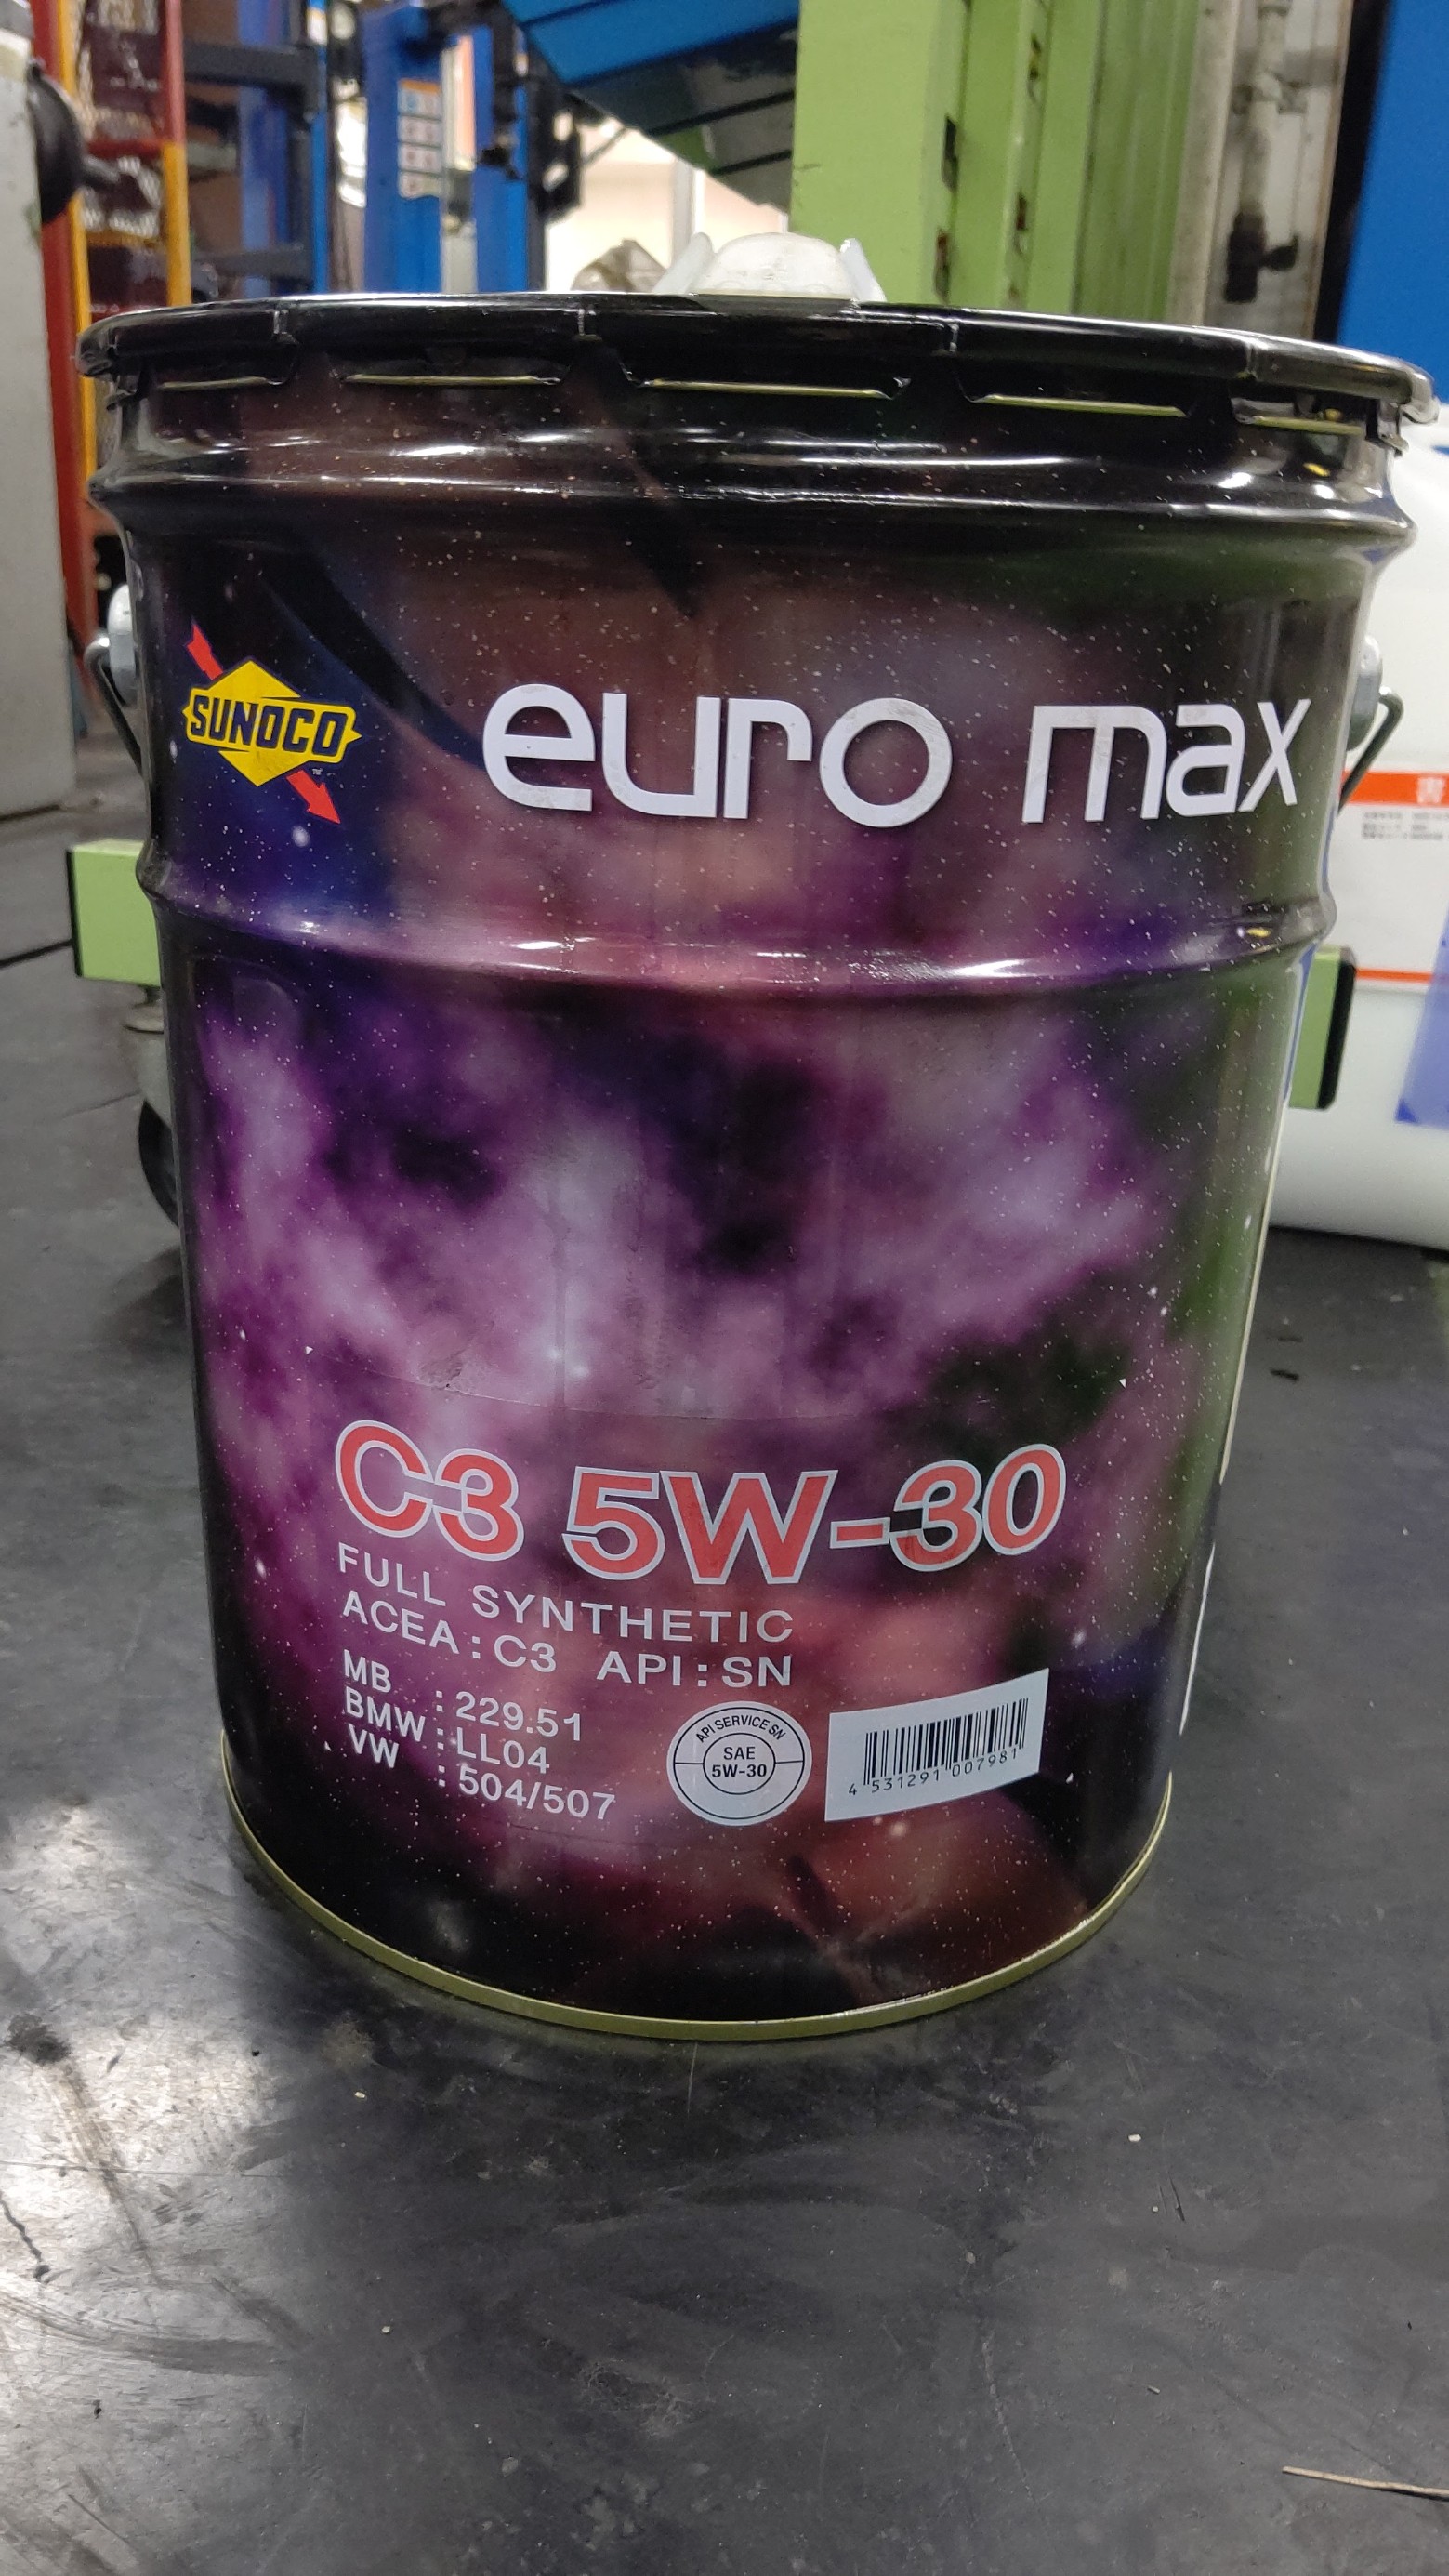 SUNOCO
TM
euro max
C3 5W-30
FULL SYNTHETIC
ACEA : C3 API : SN
MB : 229.51
BMW : LL04
VW : 504/507
API SERVICE SN
SAE
5W-30
4 531291 007981